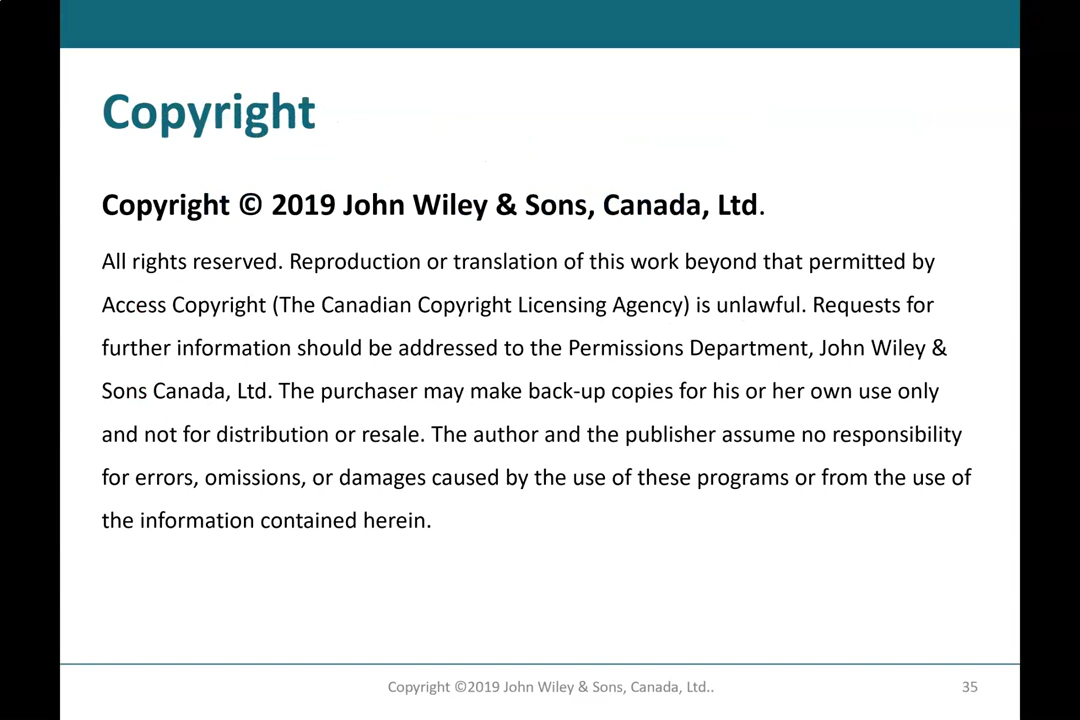 Copyright
Copyright © 2019 John Wiley & Sons, Canada, Ltd.
All rights reserved. Reproduction or translation of this work beyond that permitted by
Access Copyright (The Canadian Copyright Licensing Agency) is unlawful. Requests for
further information should be addressed to the Permissions Department, John Wiley &
Sons Canada, Ltd. The purchaser may make back-up copies for his or her own use only
and not for distribution or resale. The author and the publisher assume no responsibility
for errors, omissions, or damages caused by the use of these programs or from the use of
the information contained herein.
Copyright ©2019 John Wiley & Sons, Canada, Ltd..
35